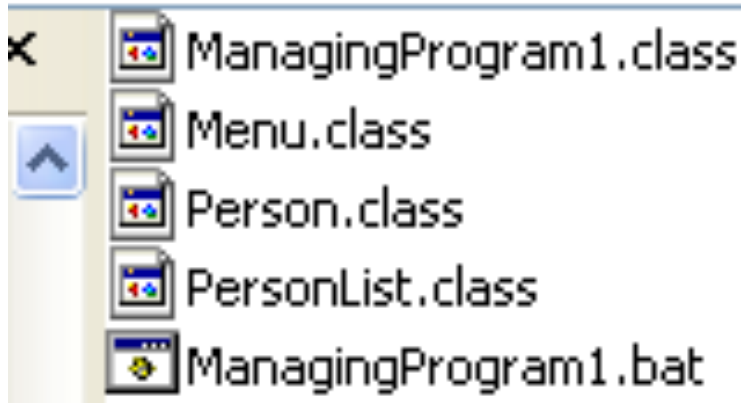 ManagingProgram1.class
Menu.class
Person.class
PersonList.class
ManagingProgram1.bat